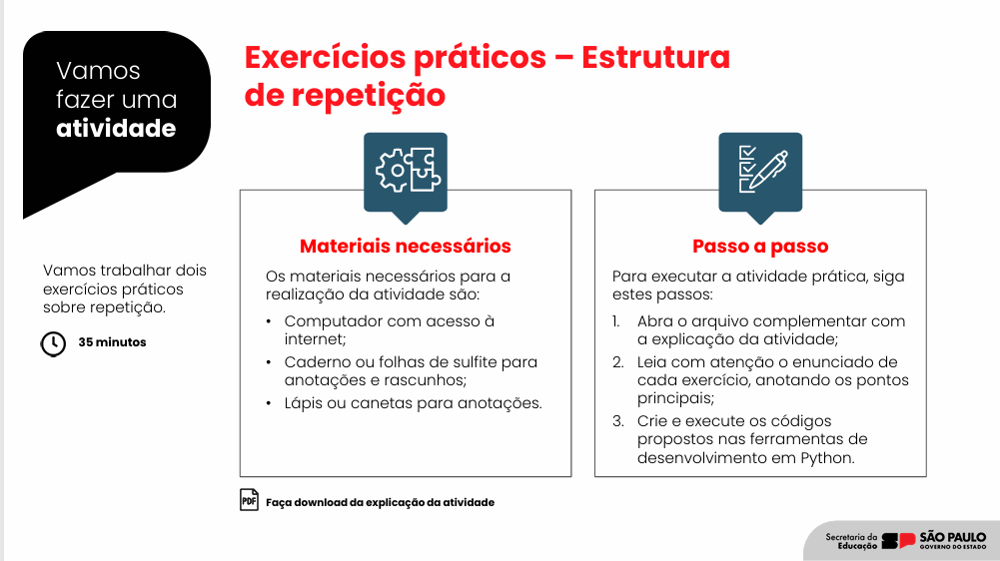 Vamos
fazer uma
atividade
Exercícios práticos – Estrutura
de repetição
Vamos trabalhar dois
exercícios práticos
sobre repetição.
35 minutos
Materiais necessários
Os materiais necessários para a
realização da atividade são:
• Computador com acesso à
internet;
• Caderno ou folhas de sulfite para
anotações e rascunhos;
• Lápis ou canetas para anotações.
Passo a passo
Para executar a atividade prática, siga
estes passos:
1. Abra o arquivo complementar com
a explicação da atividade;
2. Leia com atenção o enunciado de
cada exercício, anotando os pontos
principais;
3. Crie e execute os códigos
propostos nas ferramentas de
desenvolvimento em Python.
PDF
Faça download da explicação da atividade
Secretaria da
Educação
SP
SÃO PAULO
GOVERNO DO ESTADO